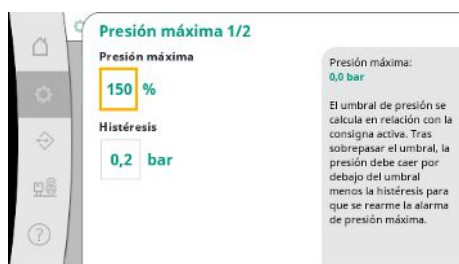 Presión máxima 1/2
Presión máxima
150 %
Histéresis
0,2 bar
Presión máxima:
0,0 bar
El umbral de presión se
calcula en relación con la
consigna activa. Tras
sobrepasar el umbral, la
presión debe caer por
debajo del umbral
menos la histéresis para
que se rearme la alarma
de presión máxima.
?